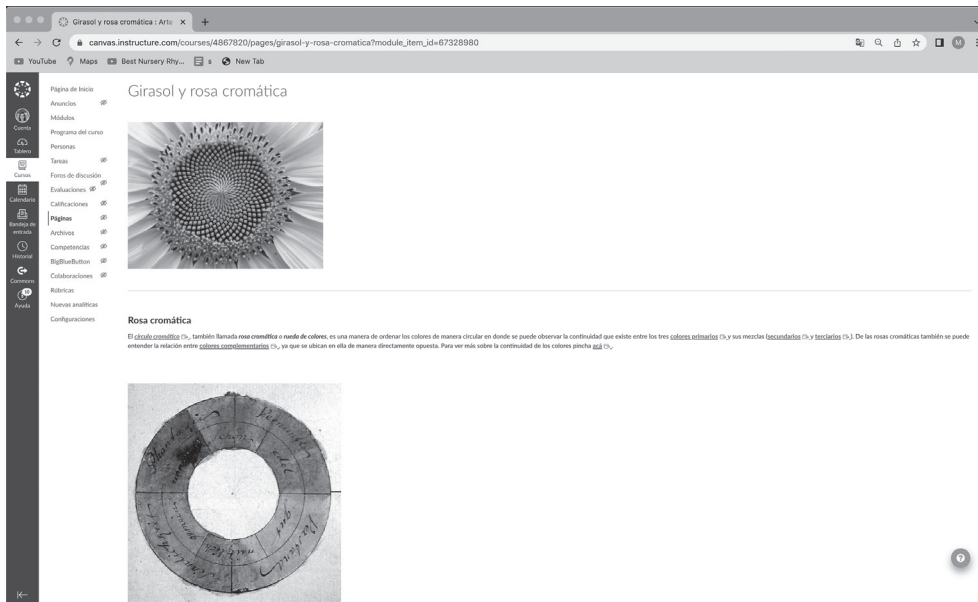 Girasol y rosa cromática : Arte
canvas.instructure.com/courses/4867820/pages/girasol-y-rosa-cromatica?module_item_id=67328980
M
YouTube
Maps
Best Nursery Rhy...
s
New Tab
Cuenta
Tablero
Cursos
Calendario
Bandeja de
entrada
Historial
Commons
10
Ayuda
Página de Inicio
Anuncios
Módulos
Programa del curso
Personas
Tareas
Foros de discusión
Evaluaciones
Calificaciones
Páginas
Archivos
Competencias
BigBlueButton
Colaboraciones
Rúbricas
Nuevas analíticas
Configuraciones
Girasol y rosa cromática
Rosa cromática
El círculo cromático, también llamada rosa cromática o rueda de colores, es una manera de ordenar los colores de manera circular en donde se puede observar la continuidad que existe entre los tres colores primarios y sus mezclas (secundarios y terciarios). De las rosas cromáticas también se puede
entender la relación entre colores complementarios, ya que se ubican en ella de manera directamente opuesta. Para ver más sobre la continuidad de los colores pincha acá.